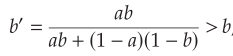 b′ = ab / (ab + (1 − a)(1 − b)) > b,